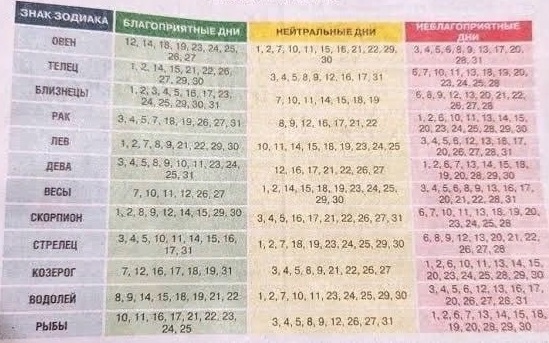 ЗНАК ЗОДИАКА
БЛАГОПРИЯТНЫЕ ДНИ
НЕЙТРАЛЬНЫЕ ДНИ
НЕБЛАГОПРИЯТНЫЕ
ДНИ
ОВЕН
12, 14, 18, 19, 23, 24, 25,
26, 27
1, 2, 7, 10, 11, 15, 16, 21, 22, 29,
30
3, 4, 5, 6, 8, 9, 13, 17, 20,
28, 31
ТЕЛЕЦ
1, 2, 14, 15, 21, 22, 26,
27, 29, 30
3, 4, 5, 8, 9, 12, 16, 17, 31
6, 7, 10, 11, 13, 18, 19, 20,
23, 24, 25, 28
БЛИЗНЕЦЫ
1, 2, 3, 4, 5, 16, 17, 23,
24, 25, 29, 30, 31
7, 10, 11, 14, 15, 18, 19
6, 8, 9, 12, 13, 20, 21, 22,
26, 27, 28
РАК
3, 4, 5, 7, 18, 19, 26, 27, 31
8, 9, 12, 16, 17, 21, 22
1, 2, 6, 10, 11, 13, 14, 15,
20, 23, 24, 25, 28, 29, 30
ЛЕВ
1, 2, 7, 8, 9, 21, 22, 29, 30
10, 11, 14, 15, 18, 19, 23, 24, 25
3, 4, 5, 6, 12, 13, 16, 17,
20, 26, 27, 28, 31
ДЕВА
3, 4, 5, 8, 9, 10, 11, 23, 24,
25, 31
12, 16, 17, 21, 22, 26, 27
1, 2, 6, 7, 13, 14, 15, 18,
19, 20, 28, 29, 30
ВЕСЫ
7, 10, 11, 12, 26, 27
1, 2, 14, 15, 18, 19, 23, 24, 25,
29, 30
3, 4, 5, 6, 8, 9, 13, 16, 17,
20, 21, 22, 28, 31
СКОРПИОН
1, 2, 8, 9, 12, 14, 15, 29, 30
3, 4, 5, 16, 17, 21, 22, 26, 27, 31
6, 7, 10, 11, 13, 18, 19, 20,
23, 24, 25, 28
СТРЕЛЕЦ
3, 4, 5, 10, 11, 14, 15, 16,
17, 31
1, 2, 7, 18, 19, 23, 24, 25, 29, 30
6, 8, 9, 12, 13, 20, 21, 22,
26, 27, 28
КОЗЕРОГ
7, 12, 16, 17, 18, 19, 31
3, 4, 5, 8, 9, 21, 22, 26, 27
1, 2, 6, 10, 11, 13, 14, 15,
20, 23, 24, 25, 28, 29, 30
ВОДОЛЕЙ
8, 9, 14, 15, 18, 19, 21, 22
1, 2, 7, 10, 11, 23, 24, 25, 29, 30
3, 4, 5, 6, 12, 13, 16, 17,
20, 26, 27, 28, 31
РЫБЫ
10, 11, 16, 17, 21, 22, 23,
24, 25
3, 4, 5, 8, 9, 12, 26, 27, 31
1, 2, 6, 7, 13, 14, 15, 18,
19, 20, 28, 29, 30